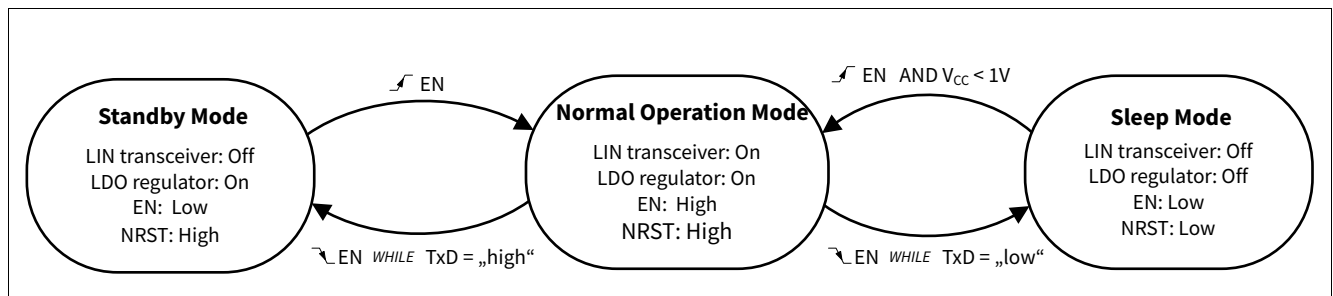 EN
EN AND VCC < 1V
Standby Mode
LIN transceiver: Off
LDO regulator: On
EN: Low
NRST: High
Normal Operation Mode
LIN transceiver: On
LDO regulator: On
EN: High
NRST: High
Sleep Mode
LIN transceiver: Off
LDO regulator: Off
EN: Low
NRST: Low
EN WHILE TxD = „high“
EN WHILE TxD = „low“